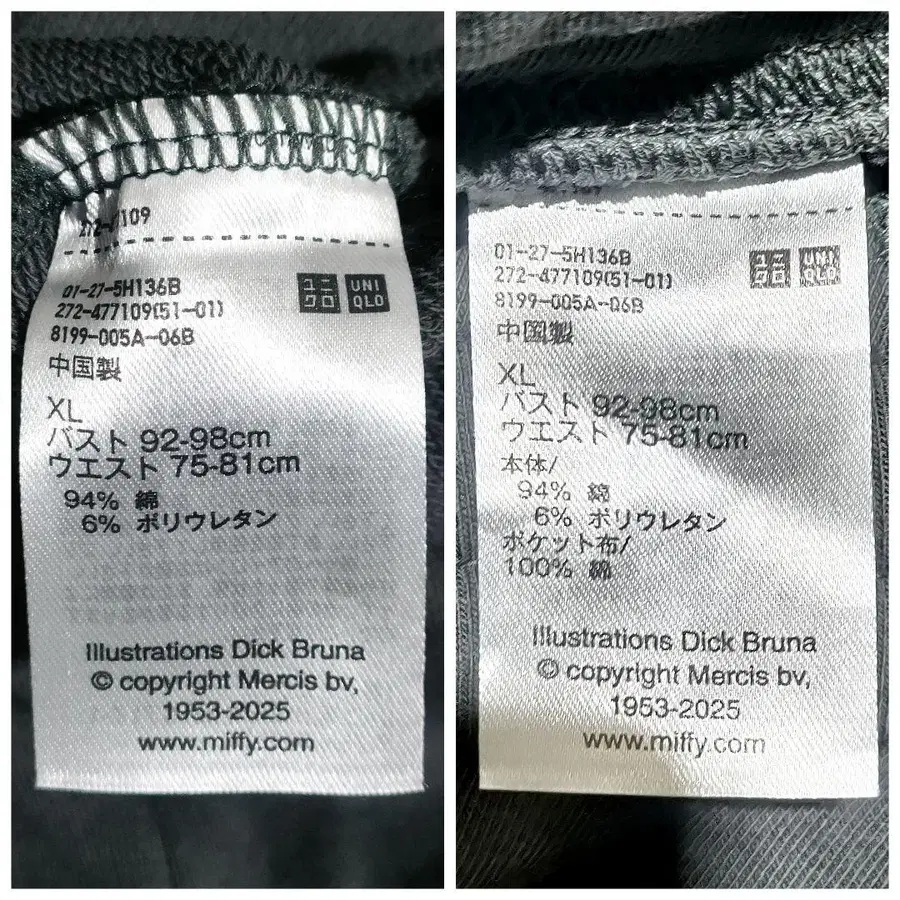 01-27-5H136B
272-477109(51-01)
8199-005A-06B
ユニクロ
UNIQLO
中国製
XL
バスト 92-98cm
ウエスト 75-81cm
94% 綿
6% ポリウレタン
Illustrations Dick Bruna
© copyright Mercis bv,
1953-2025
www.miffy.com
01-27-5H136B
272-477109(51-01)
8199-005A-06B
ユニクロ
UNIQLO
中国製
XL
バスト 92-98cm
ウエスト 75-81cm
本体/
94% 綿
6% ポリウレタン
ポケット布/
100% 綿
Illustrations Dick Bruna
© copyright Mercis bv,
1953-2025
www.miffy.com